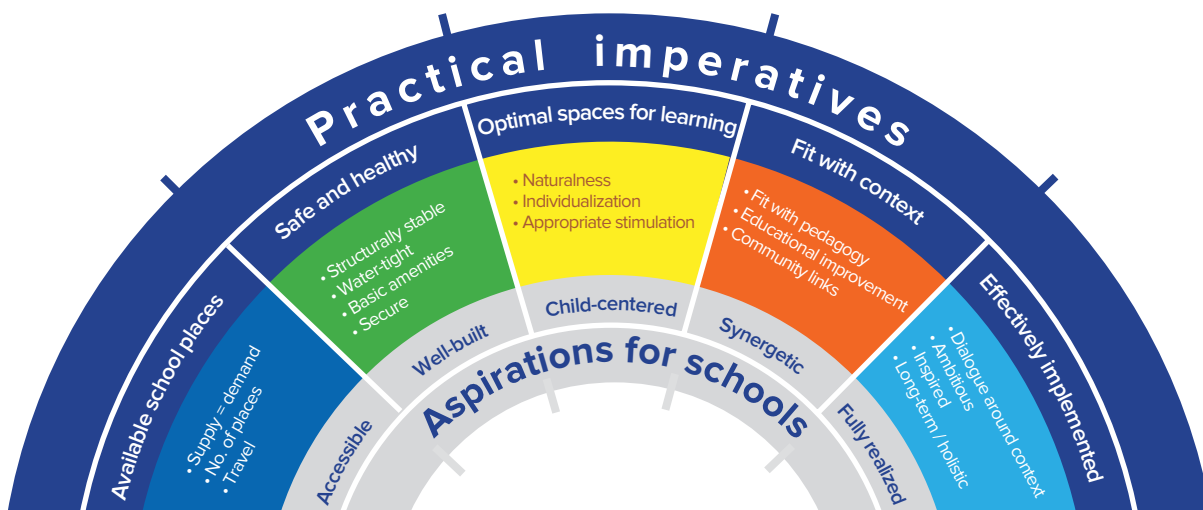 Practical imperatives
Available school places
• Supply = demand
• No. of places
• Travel
Accessible
Safe and healthy
• Structurally stable
• Water-tight
• Basic amenities
• Secure
Well-built
Optimal spaces for learning
• Naturalness
• Individualization
• Appropriate stimulation
Child-centered
Fit with context
• Fit with pedagogy
• Educational improvement
• Community links
Synergetic
Effectively implemented
• Dialogue around context
• Ambitious
• Inspired
• Long-term / holistic
Fully realized
Aspirations for schools